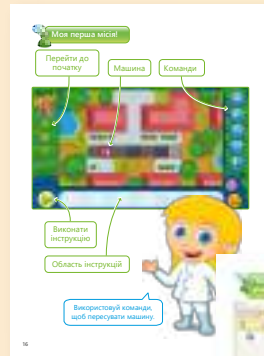 Моя перша місія!
Перейти до
початку
Машина
Команди
Виконати
інструкцію
Область інструкцій
Використовуй команди,
щоб пересувати машину.
16